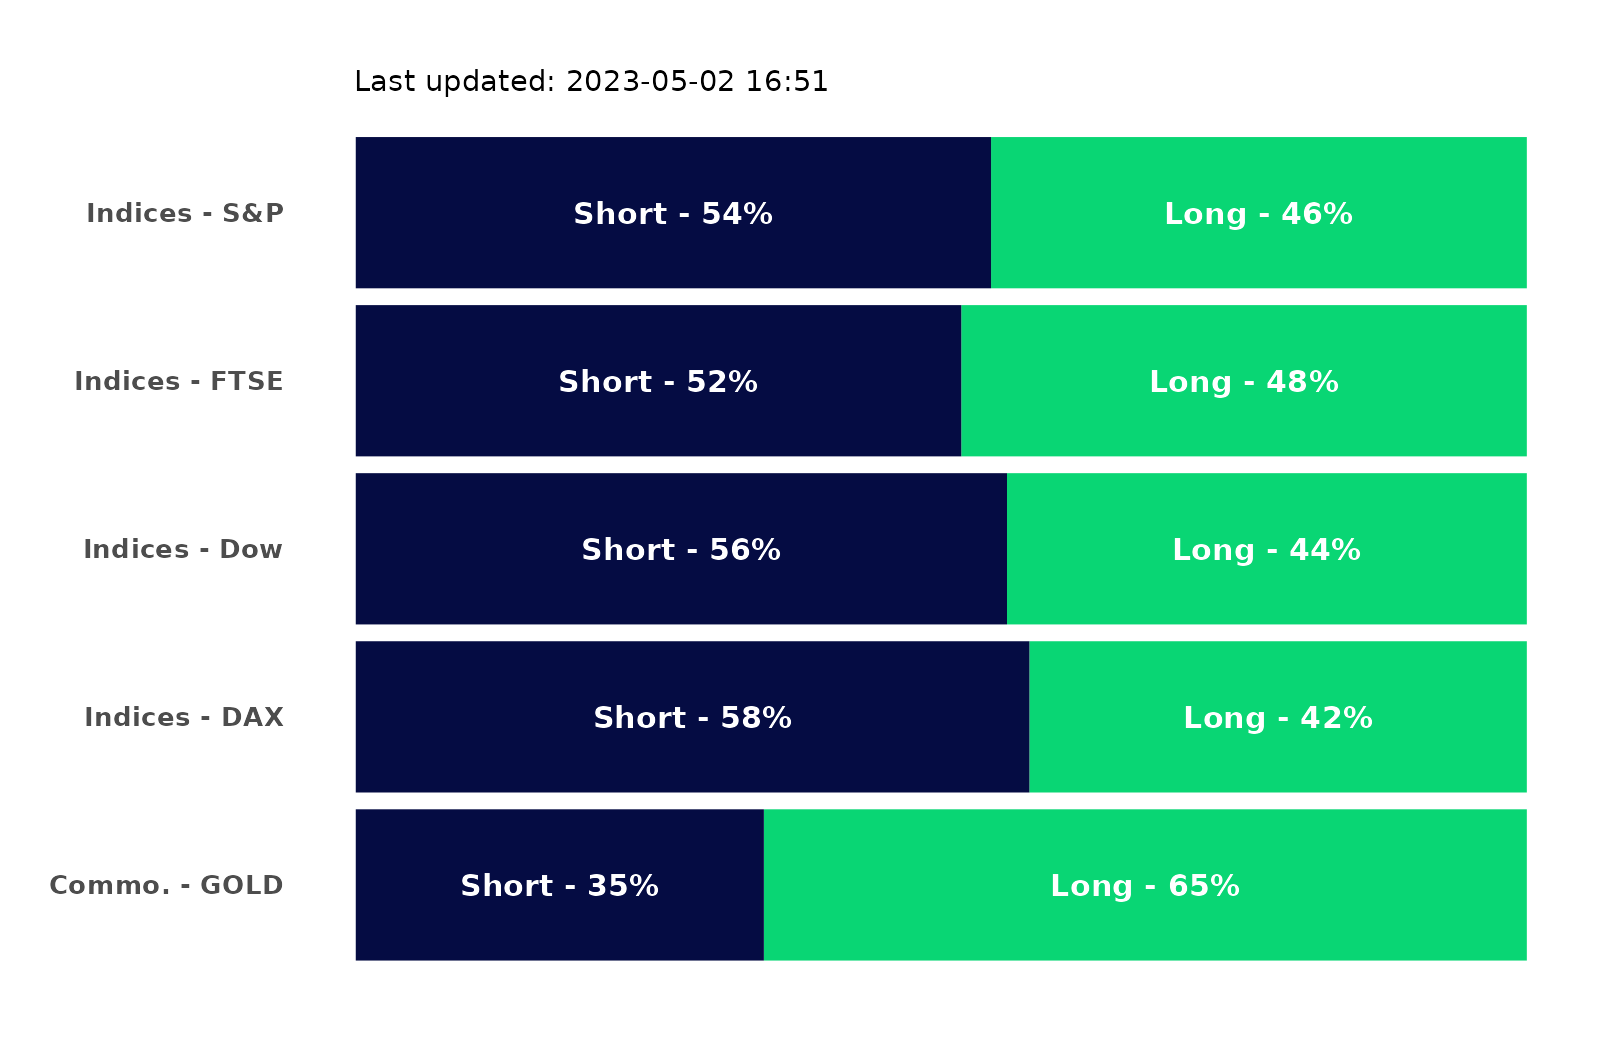 Last updated: 2023-05-02 16:51
Indices - S&P Short - 54% Long - 46%
Indices - FTSE Short - 52% Long - 48%
Indices - Dow Short - 56% Long - 44%
Indices - DAX Short - 58% Long - 42%
Commo. - GOLD Short - 35% Long - 65%